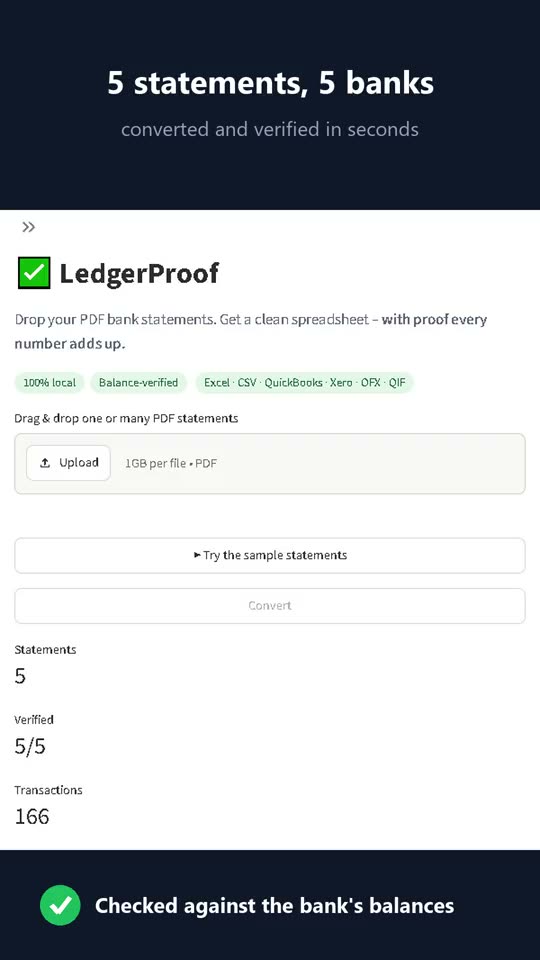 5 statements, 5 banks
converted and verified in seconds
»
LedgerProof
Drop your PDF bank statements. Get a clean spreadsheet – with proof every
number adds up.
100% local Balance-verified Excel · CSV · QuickBooks · Xero · OFX · QIF
Drag & drop one or many PDF statements
Upload 1GB per file • PDF
►Try the sample statements
Convert
Statements
5
Verified
5/5
Transactions
166
Checked against the bank's balances